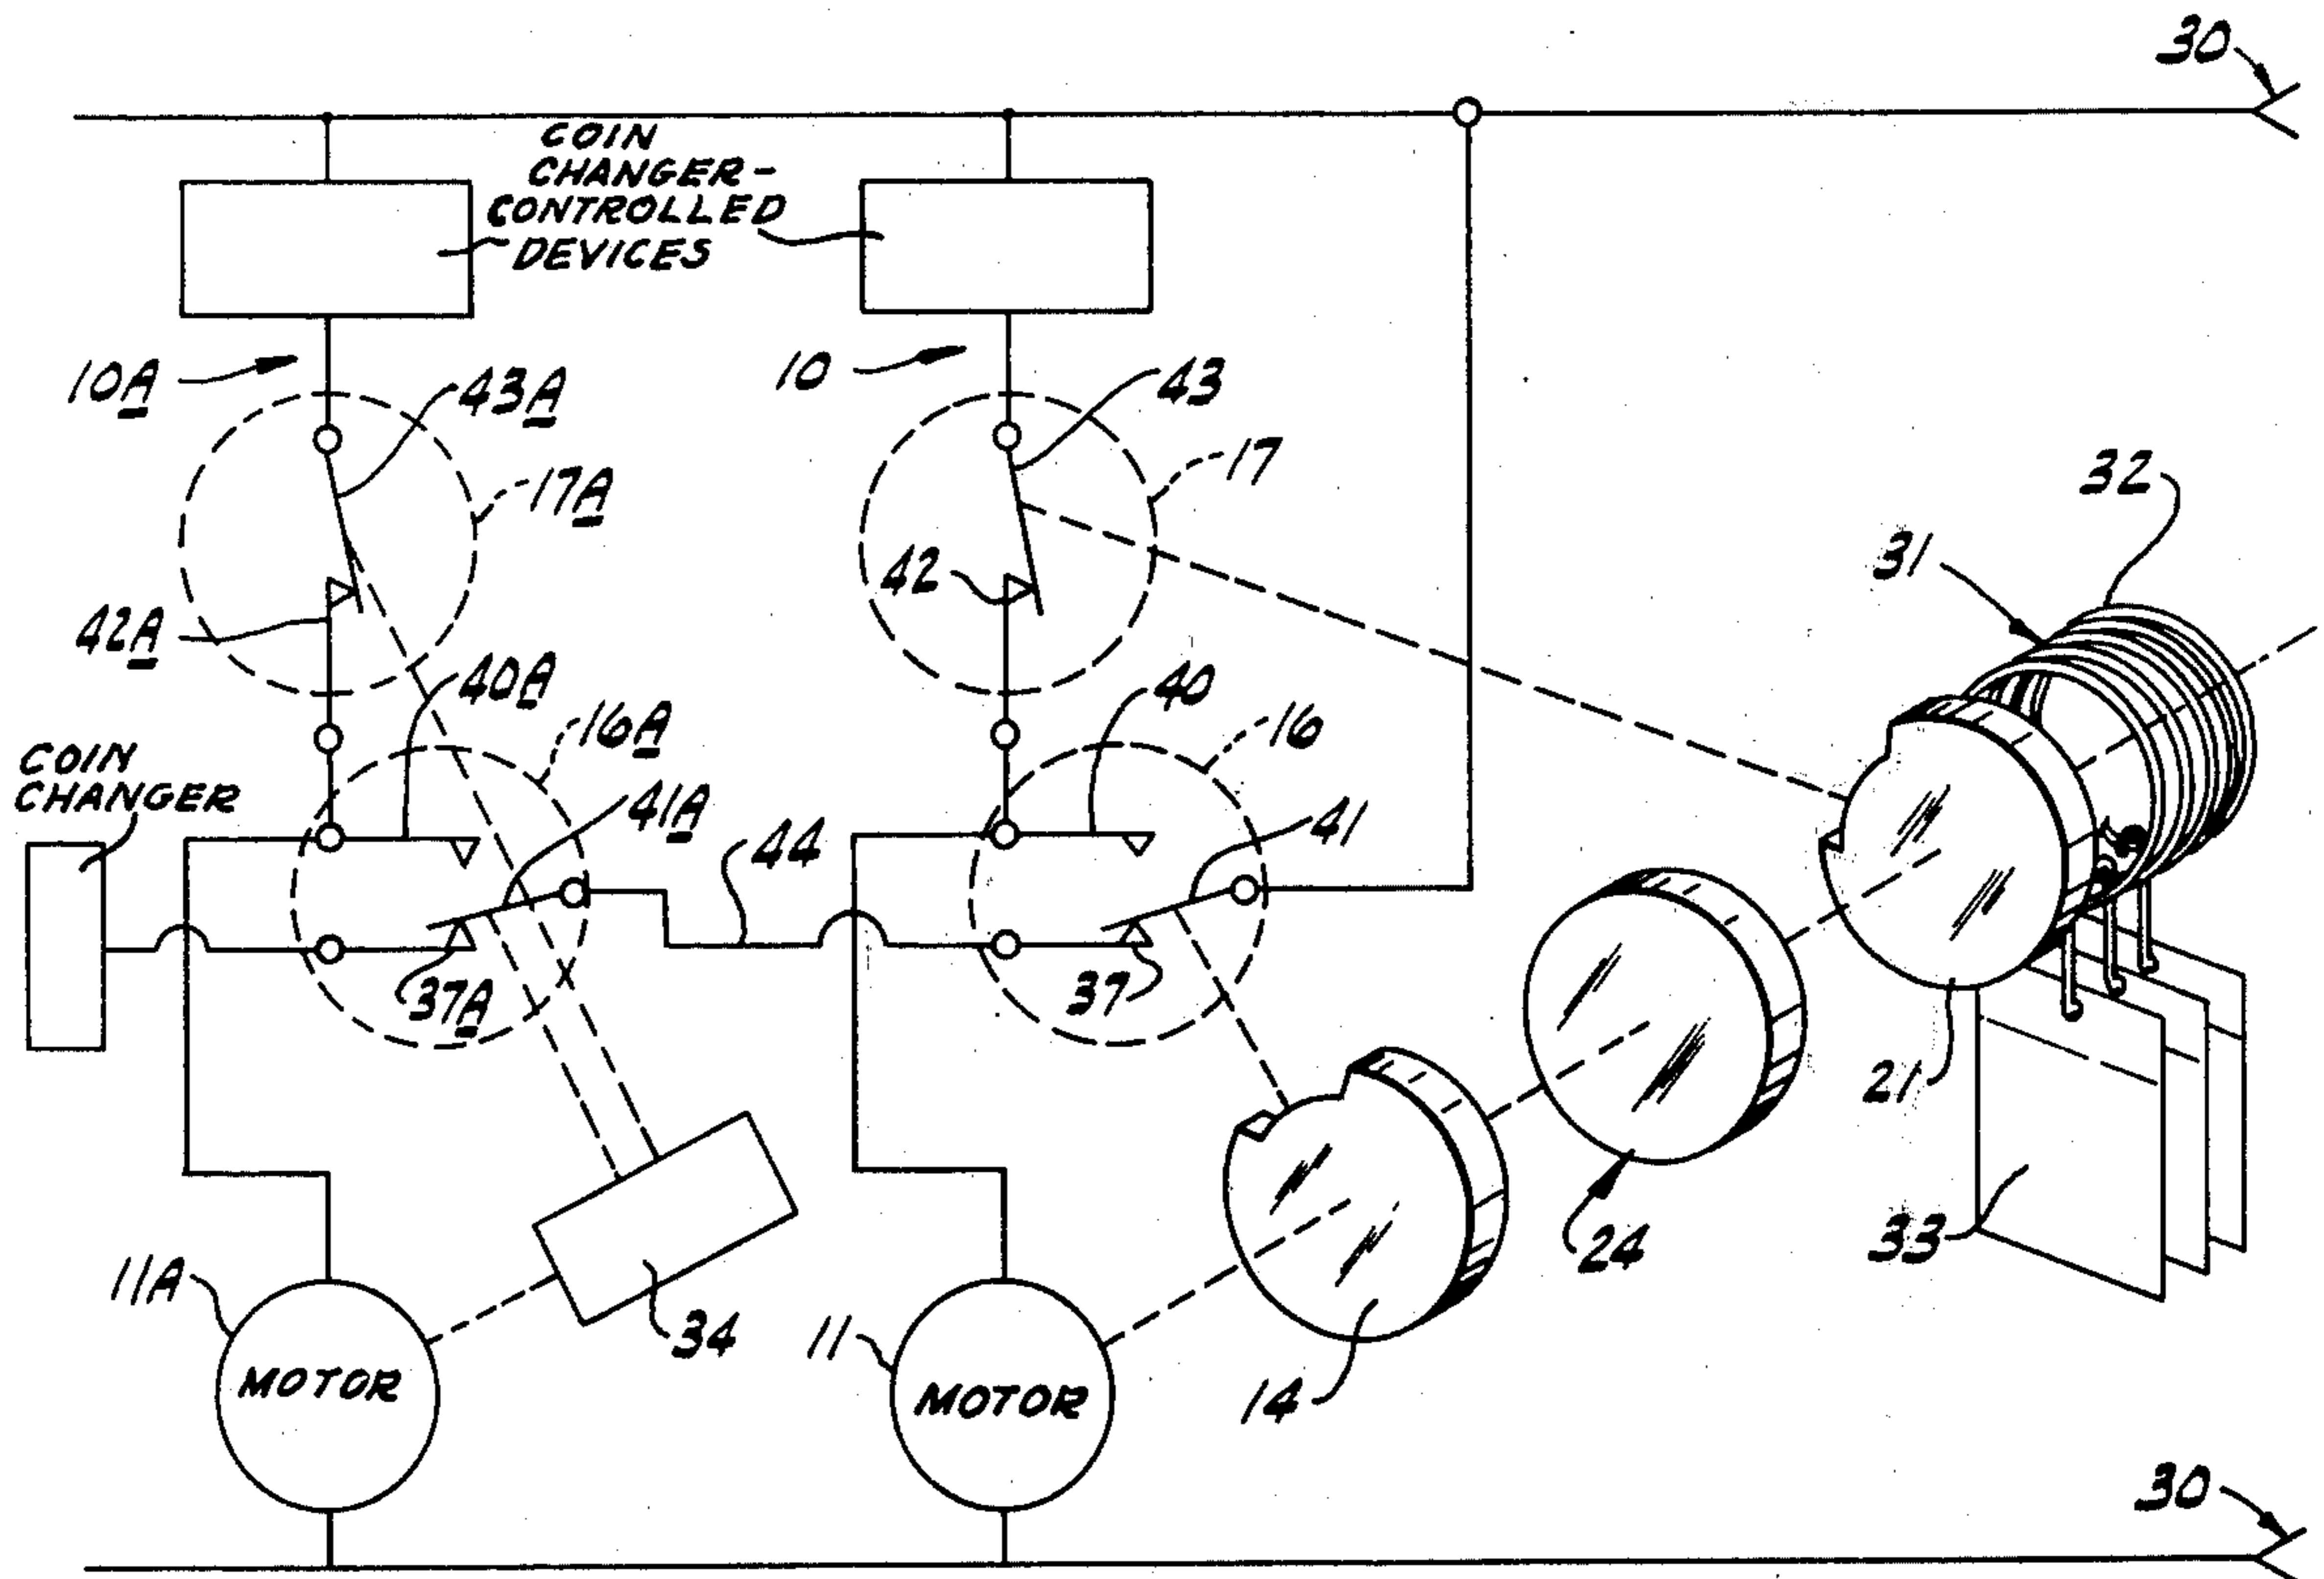 30
COIN
CHANGER-
CONTROLLED
DEVICES
10A
43A
10
43
17A
17
32
31
42A
42
40A
40
16A
16
COIN
CHANGER
41A
44
41
37A
37
21
33
24
11A
34
11
14
MOTOR
MOTOR
30